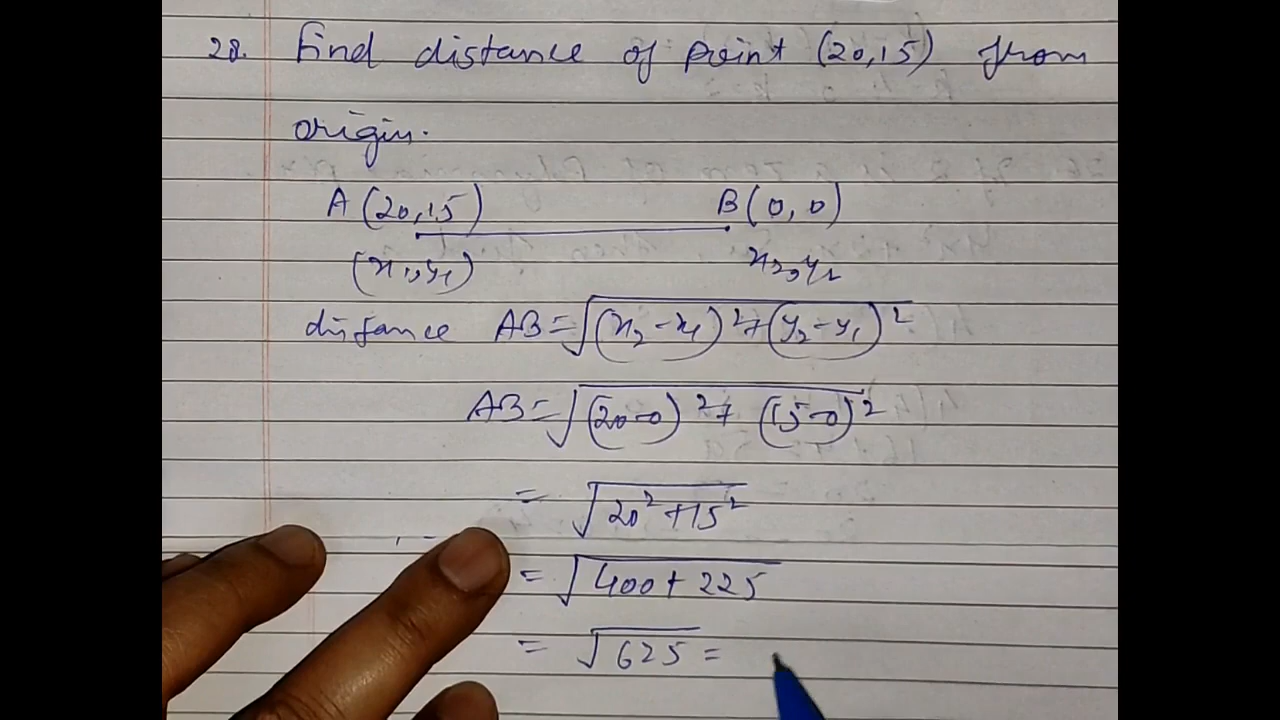 28. Find distance of point (20,15) from
origin.
A (20,15) B (0, 0)
(x₁,y₁) x₂,y₂
distance AB = √(x₂-x₁)²+(y₂-y₁)²
AB = √(20-0)²+ (15-0)²
= √20²+15²
= √400+225
= √625 =